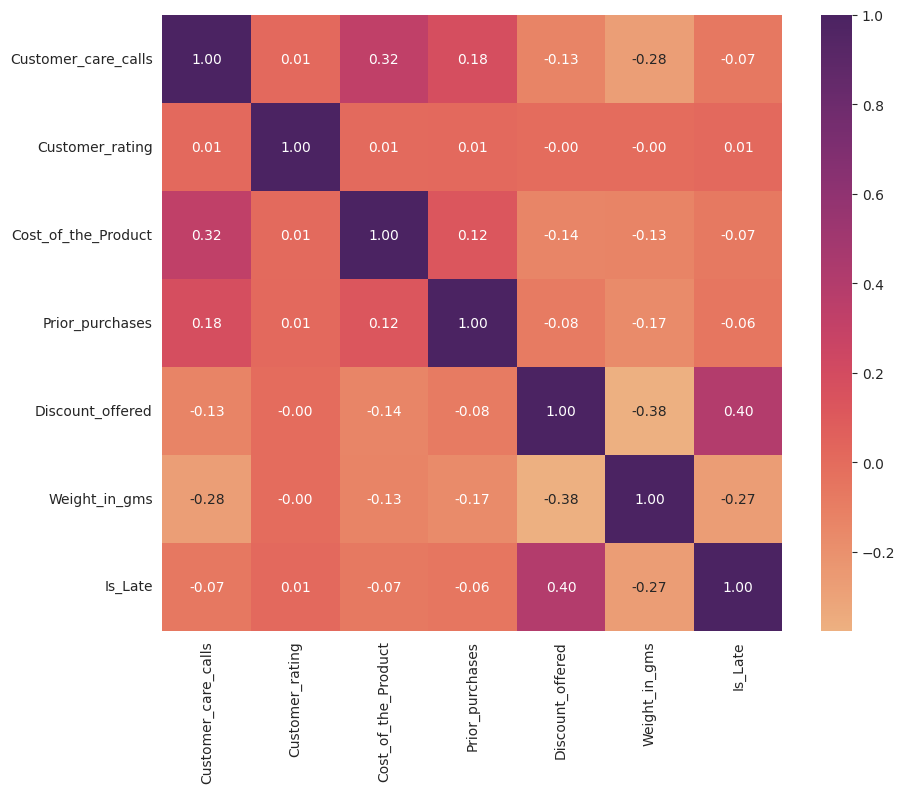 Customer_care_calls 1.00 0.01 0.32 0.18 -0.13 -0.28 -0.07
Customer_rating 0.01 1.00 0.01 0.01 -0.00 -0.00 0.01
Cost_of_the_Product 0.32 0.01 1.00 0.12 -0.14 -0.13 -0.07
Prior_purchases 0.18 0.01 0.12 1.00 -0.08 -0.17 -0.06
Discount_offered -0.13 -0.00 -0.14 -0.08 1.00 -0.38 0.40
Weight_in_gms -0.28 -0.00 -0.13 -0.17 -0.38 1.00 -0.27
Is_Late -0.07 0.01 -0.07 -0.06 0.40 -0.27 1.00
Customer_care_calls
Customer_rating
Cost_of_the_Product
Prior_purchases
Discount_offered
Weight_in_gms
Is_Late
1.0
0.8
0.6
0.4
0.2
0.0
−0.2